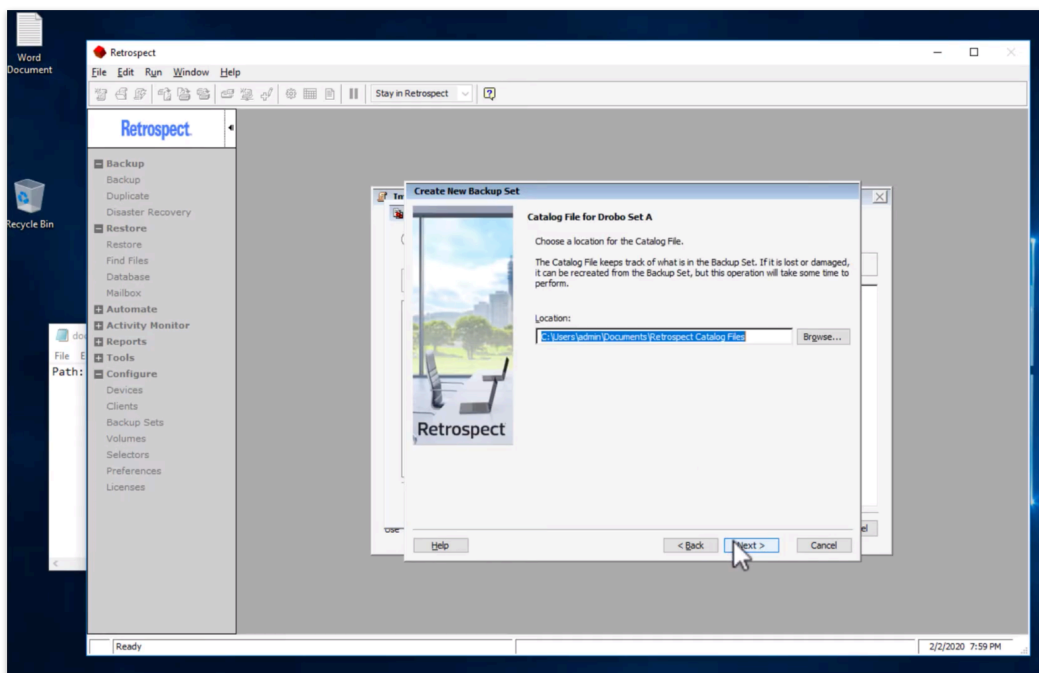 Word
Document
Recycle Bin
Retrospect
File Edit Run Window Help
Stay in Retrospect
Retrospect
Backup
Backup
Duplicate
Disaster Recovery
Restore
Restore
Find Files
Database
Mailbox
Automate
Activity Monitor
Reports
Tools
Configure
Devices
Clients
Backup Sets
Volumes
Selectors
Preferences
Licenses
File E
Path:
Create New Backup Set
Catalog File for Drobo Set A
Choose a location for the Catalog File.
The Catalog File keeps track of what is in the Backup Set. If it is lost or damaged,
it can be recreated from the Backup Set, but this operation will take some time to
perform.
Location:
C:\Users\admin\Documents\Retrospect Catalog Files
Browse...
Retrospect
Help
< Back
Next >
Cancel
Ready
2/2/2020 7:59 PM